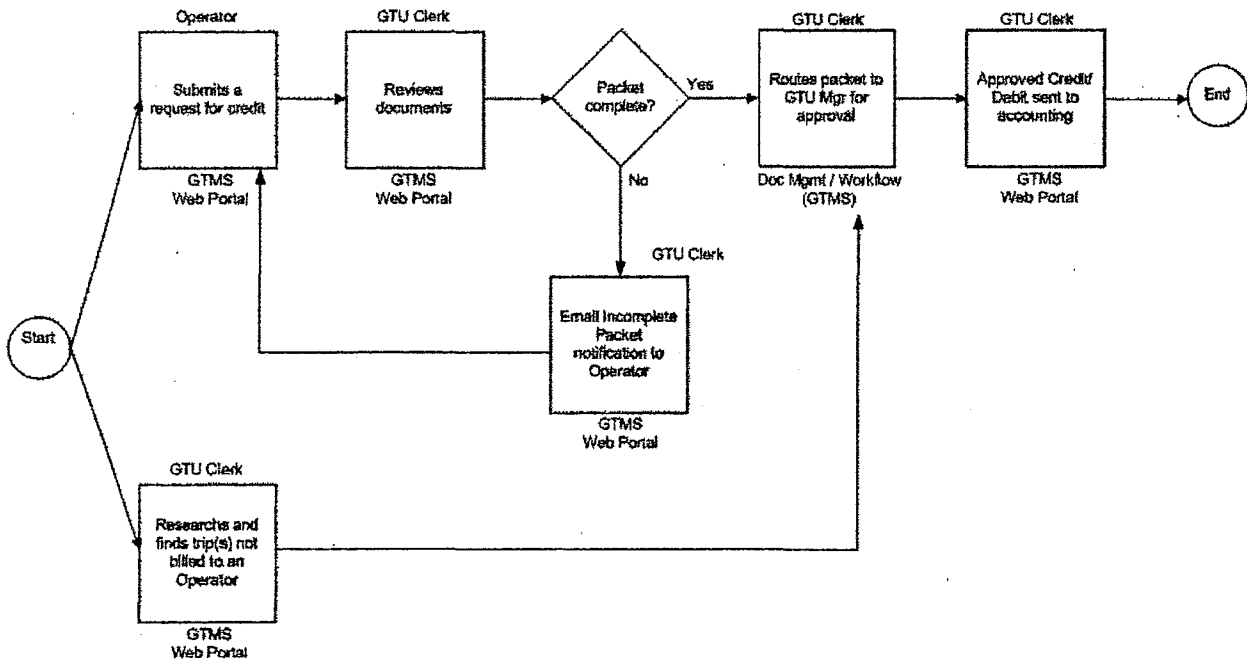 Operator
Submits a
request for credit
GTMS
Web Portal
GTU Clerk
Reviews
documents
GTMS
Web Portal
Packet
complete?
Yes
No
GTU Clerk
Routes packet to
GTU Mgr for
approval
Doc Mgmt / Workflow
(GTMS)
GTU Clerk
Approved Credit/
Debit sent to
accounting
GTMS
Web Portal
End
GTU Clerk
Email Incomplete
Packet
notification to
Operator
GTMS
Web Portal
Start
GTU Clerk
Researchs and
finds trip(s) not
billed to an
Operator
GTMS
Web Portal